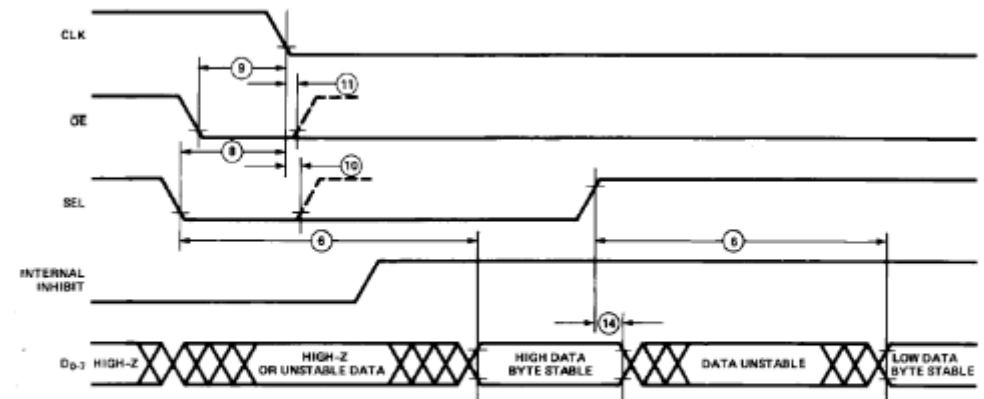 CLK
9
11
OE
8
10
SEL
6
6
INTERNAL
INHIBIT
14
D0-7
HIGH-Z
HIGH-Z
OR UNSTABLE DATA
HIGH DATA
BYTE STABLE
DATA UNSTABLE
LOW DATA
BYTE STABLE